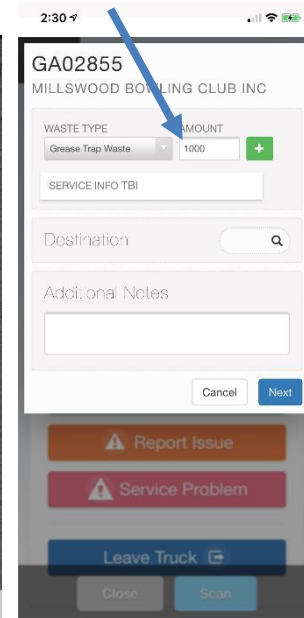 2:30
GA02855
MILLSWOOD BOWLING CLUB INC
WASTE TYPE AMOUNT
Grease Trap Waste 1000 +
SERVICE INFO TBI
Destination
Additional Notes
Cancel Next
Report Issue
Service Problem
Leave Truck
Close Scan